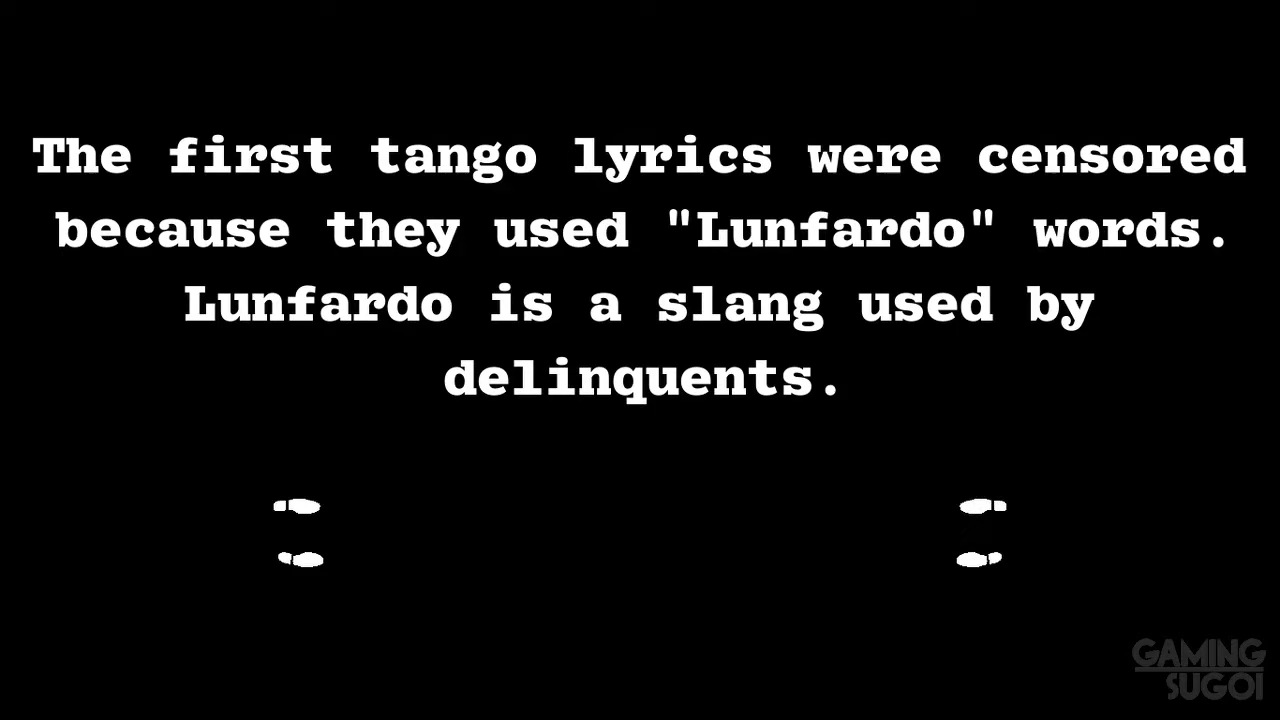 The first tango lyrics were censored
because they used "Lunfardo" words.
Lunfardo is a slang used by
delinquents.
GAMING
SUGOI